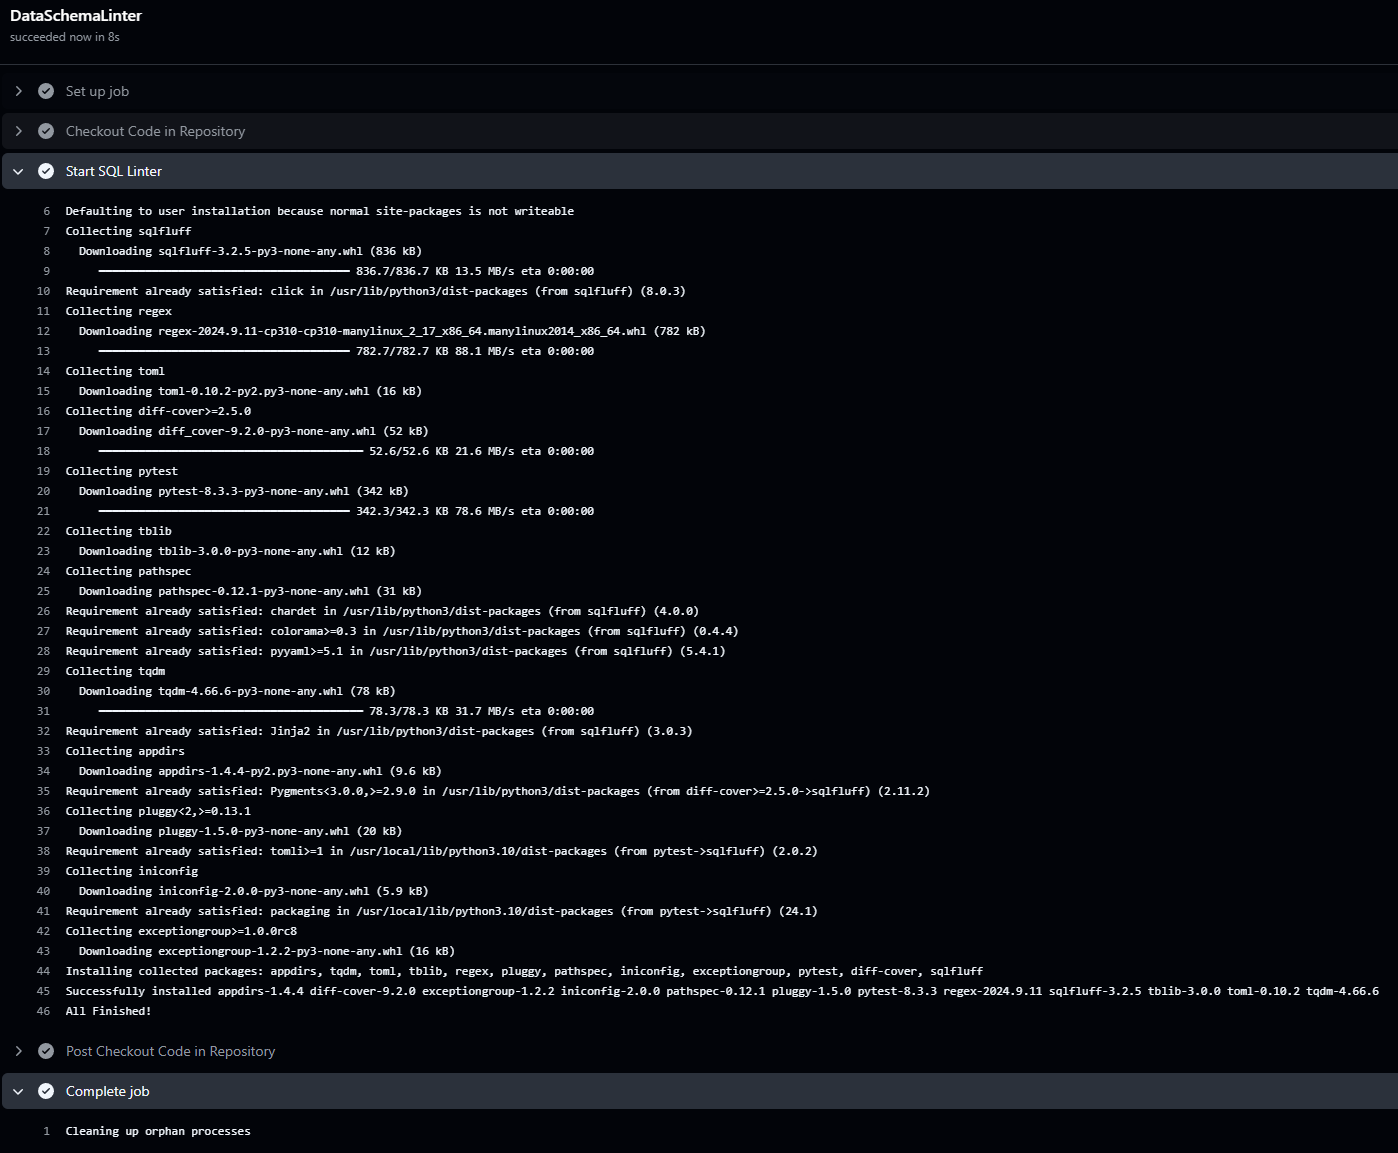 DataSchemaLinter
succeeded now in 8s
Set up job
Checkout Code in Repository
Start SQL Linter
6 Defaulting to user installation because normal site-packages is not writeable
7 Collecting sqlfluff
8 Downloading sqlfluff-3.2.5-py3-none-any.whl (836 kB)
9 ━━━━━━━━━━━━━━━━━━━━━━━━━━━━━━━━━━━━━━ 836.7/836.7 KB 13.5 MB/s eta 0:00:00
10 Requirement already satisfied: click in /usr/lib/python3/dist-packages (from sqlfluff) (8.0.3)
11 Collecting regex
12 Downloading regex-2024.9.11-cp310-cp310-manylinux_2_17_x86_64.manylinux2014_x86_64.whl (782 kB)
13 ━━━━━━━━━━━━━━━━━━━━━━━━━━━━━━━━━━━━━━ 782.7/782.7 KB 88.1 MB/s eta 0:00:00
14 Collecting toml
15 Downloading toml-0.10.2-py2.py3-none-any.whl (16 kB)
16 Collecting diff-cover>=2.5.0
17 Downloading diff_cover-9.2.0-py3-none-any.whl (52 kB)
18 ━━━━━━━━━━━━━━━━━━━━━━━━━━━━━━━━━━━━━━━━ 52.6/52.6 KB 21.6 MB/s eta 0:00:00
19 Collecting pytest
20 Downloading pytest-8.3.3-py3-none-any.whl (342 kB)
21 ━━━━━━━━━━━━━━━━━━━━━━━━━━━━━━━━━━━━━━ 342.3/342.3 KB 78.6 MB/s eta 0:00:00
22 Collecting tblib
23 Downloading tblib-3.0.0-py3-none-any.whl (12 kB)
24 Collecting pathspec
25 Downloading pathspec-0.12.1-py3-none-any.whl (31 kB)
26 Requirement already satisfied: chardet in /usr/lib/python3/dist-packages (from sqlfluff) (4.0.0)
27 Requirement already satisfied: colorama>=0.3 in /usr/lib/python3/dist-packages (from sqlfluff) (0.4.4)
28 Requirement already satisfied: pyyaml>=5.1 in /usr/lib/python3/dist-packages (from sqlfluff) (5.4.1)
29 Collecting tqdm
30 Downloading tqdm-4.66.6-py3-none-any.whl (78 kB)
31 ━━━━━━━━━━━━━━━━━━━━━━━━━━━━━━━━━━━━━━━━ 78.3/78.3 KB 31.7 MB/s eta 0:00:00
32 Requirement already satisfied: Jinja2 in /usr/lib/python3/dist-packages (from sqlfluff) (3.0.3)
33 Collecting appdirs
34 Downloading appdirs-1.4.4-py2.py3-none-any.whl (9.6 kB)
35 Requirement already satisfied: Pygments<3.0.0,>=2.9.0 in /usr/lib/python3/dist-packages (from diff-cover>=2.5.0->sqlfluff) (2.11.2)
36 Collecting pluggy<2,>=0.13.1
37 Downloading pluggy-1.5.0-py3-none-any.whl (20 kB)
38 Requirement already satisfied: tomli>=1 in /usr/local/lib/python3.10/dist-packages (from pytest->sqlfluff) (2.0.2)
39 Collecting iniconfig
40 Downloading iniconfig-2.0.0-py3-none-any.whl (5.9 kB)
41 Requirement already satisfied: packaging in /usr/local/lib/python3.10/dist-packages (from pytest->sqlfluff) (24.1)
42 Collecting exceptiongroup>=1.0.0rc8
43 Downloading exceptiongroup-1.2.2-py3-none-any.whl (16 kB)
44 Installing collected packages: appdirs, tqdm, toml, tblib, regex, pluggy, pathspec, iniconfig, exceptiongroup, pytest, diff-cover, sqlfluff
45 Successfully installed appdirs-1.4.4 diff-cover-9.2.0 exceptiongroup-1.2.2 iniconfig-2.0.0 pathspec-0.12.1 pluggy-1.5.0 pytest-8.3.3 regex-2024.9.11 sqlfluff-3.2.5 tblib-3.0.0 toml-0.10.2 tqdm-4.66.6
46 All Finished!
Post Checkout Code in Repository
Complete job
1 Cleaning up orphan processes